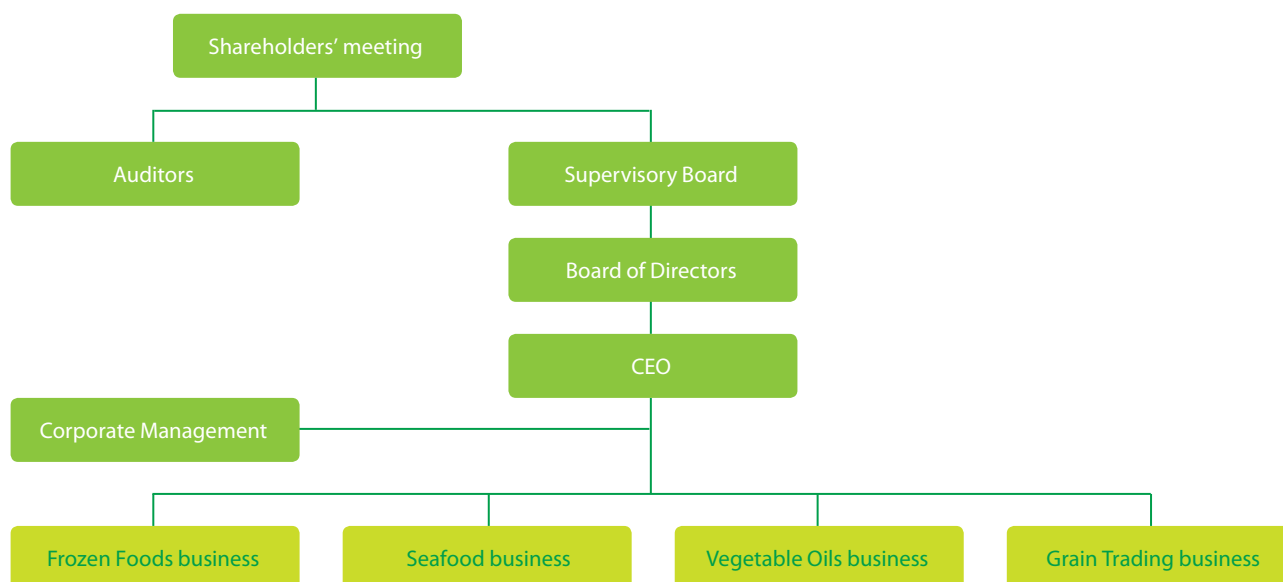 Shareholders’ meeting
Auditors
Supervisory Board
Board of Directors
CEO
Corporate Management
Frozen Foods business
Seafood business
Vegetable Oils business
Grain Trading business